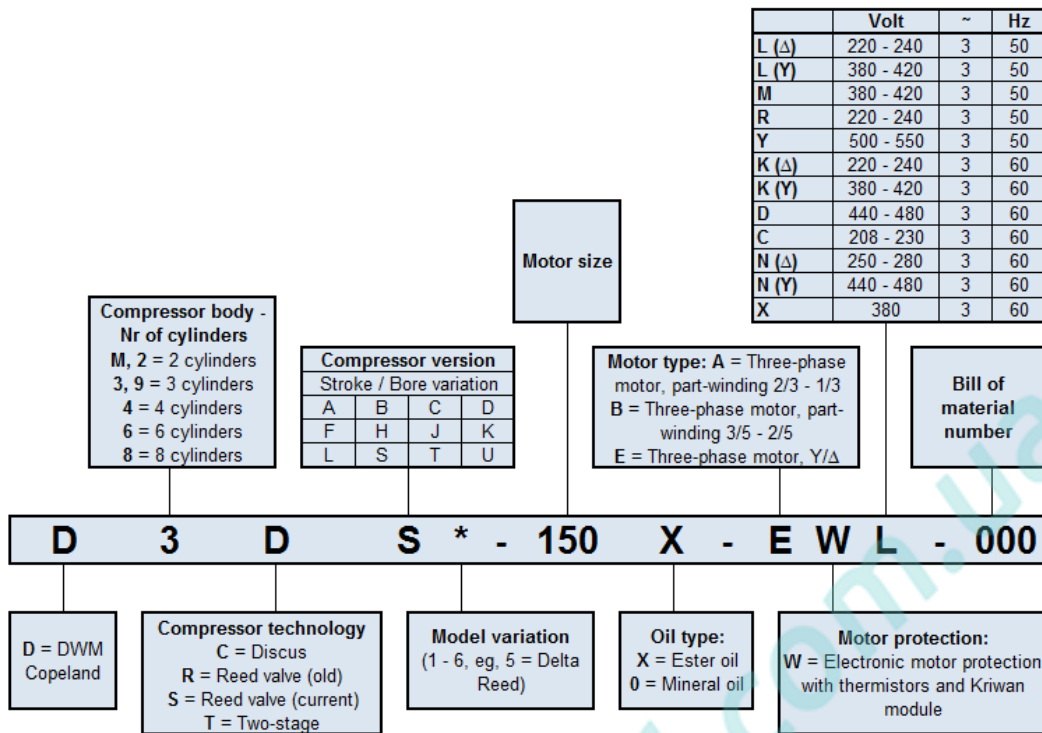 Volt ~ Hz
L (Δ) 220 - 240 3 50
L (Y) 380 - 420 3 50
M 380 - 420 3 50
R 220 - 240 3 50
Y 500 - 550 3 50
K (Δ) 220 - 240 3 60
K (Y) 380 - 420 3 60
D 440 - 480 3 60
C 208 - 230 3 60
N (Δ) 250 - 280 3 60
N (Y) 440 - 480 3 60
X 380 3 60
Motor size
Compressor body -
Nr of cylinders
M, 2 = 2 cylinders
3, 9 = 3 cylinders
4 = 4 cylinders
6 = 6 cylinders
8 = 8 cylinders
Compressor version
Stroke / Bore variation
A B C D
F H J K
L S T U
Motor type: A = Three-phase
motor, part-winding 2/3 - 1/3
B = Three-phase motor, part-
winding 3/5 - 2/5
E = Three-phase motor, Y/Δ
Bill of
material
number
D 3 D S * - 150 X - E W L - 000
D = DWM
Copeland
Compressor technology
C = Discus
R = Reed valve (old)
S = Reed valve (current)
T = Two-stage
Model variation
(1 - 6, eg, 5 = Delta
Reed)
Oil type:
X = Ester oil
0 = Mineral oil
Motor protection:
W = Electronic motor protection
with thermistors and Kriwan
module
.com.ua